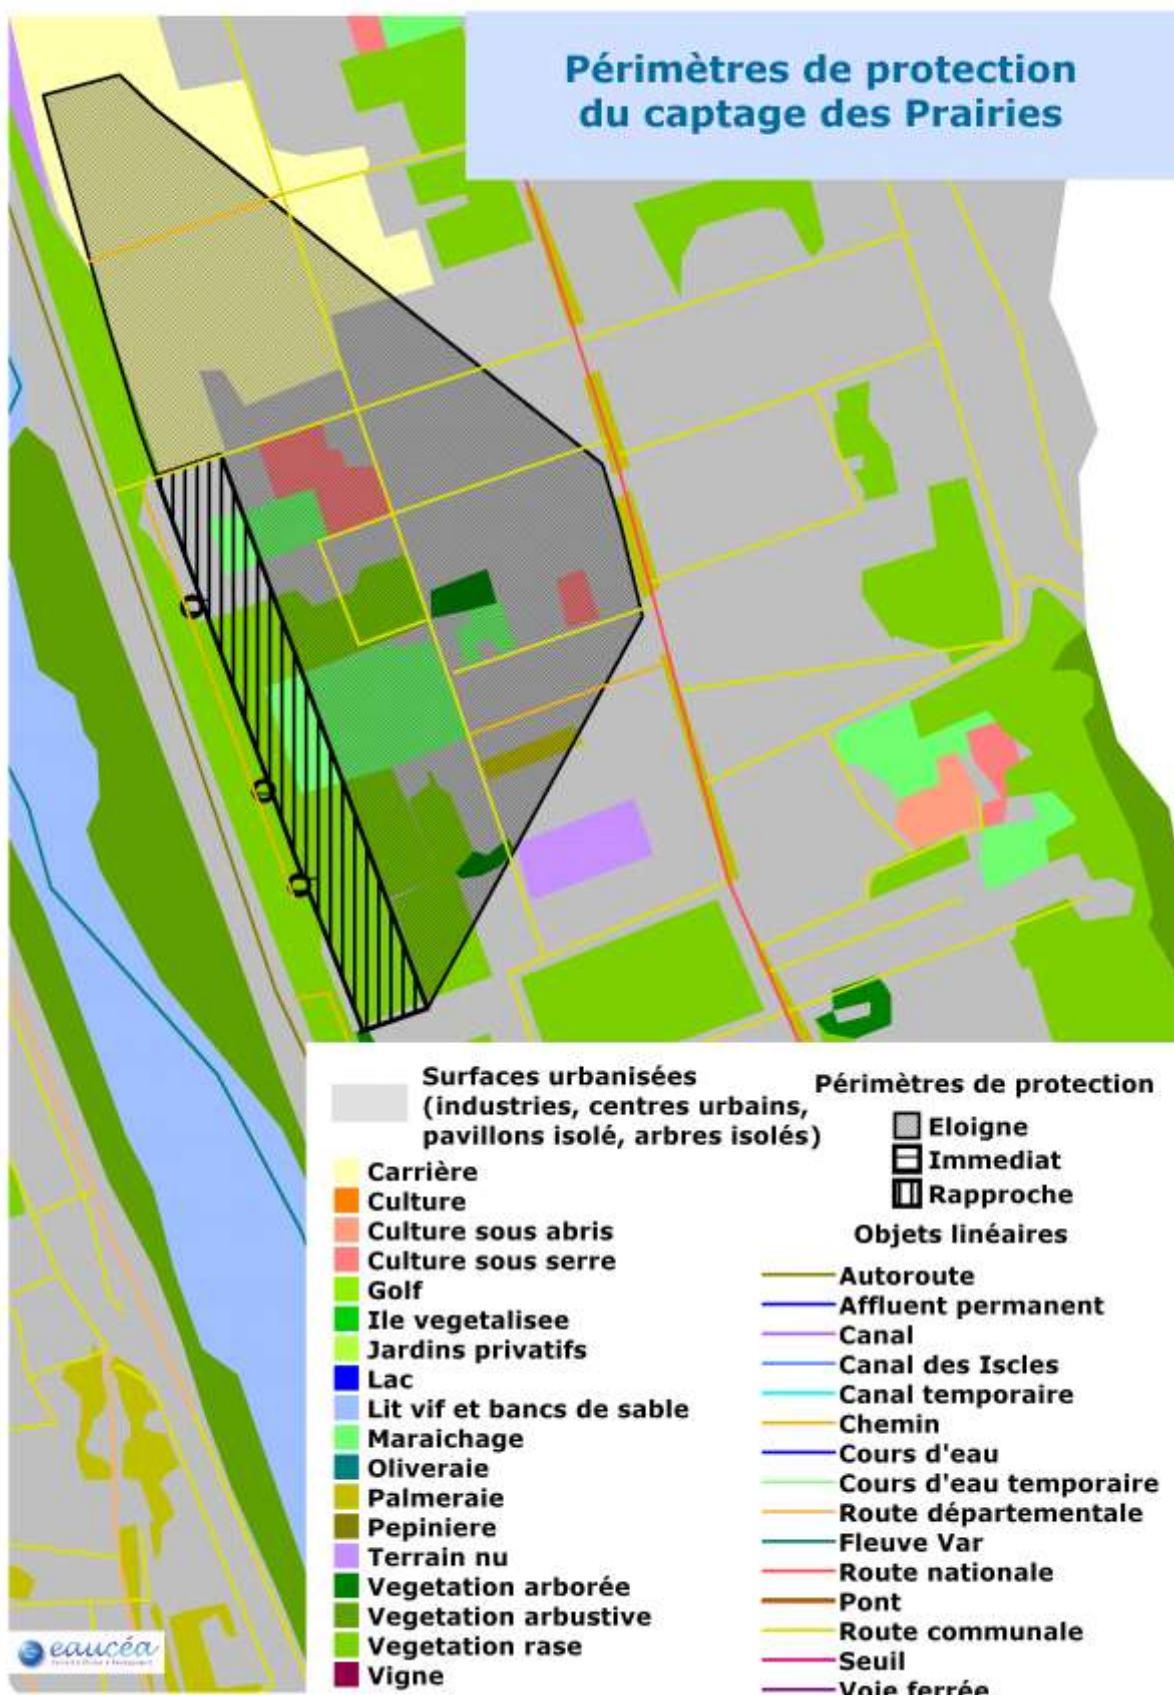 Périmètres de protection
du captage des Prairies
Surfaces urbanisées
(industries, centres urbains,
pavillons isolé, arbres isolés)
Carrière
Culture
Culture sous abris
Culture sous serre
Golf
Ile vegetalisee
Jardins privatifs
Lac
Lit vif et bancs de sable
Maraichage
Oliveraie
Palmeraie
Pepiniere
Terrain nu
Vegetation arborée
Vegetation arbustive
Vegetation rase
Vigne
Périmètres de protection
Eloigne
Immediat
Rapproche
Objets linéaires
Autoroute
Affluent permanent
Canal
Canal des Iscles
Canal temporaire
Chemin
Cours d'eau
Cours d'eau temporaire
Route départementale
Fleuve Var
Route nationale
Pont
Route communale
Seuil
Voie ferrée
eaucéa